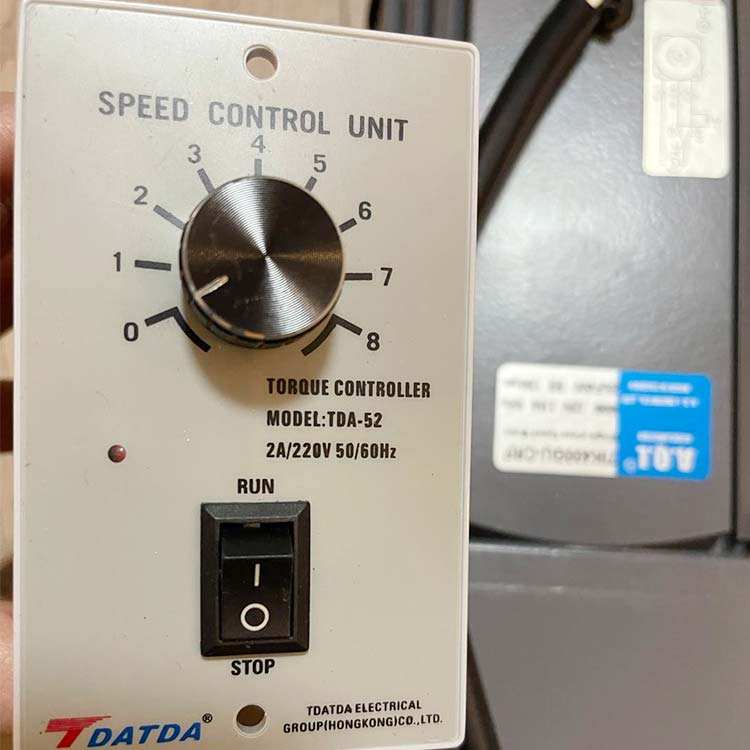 SPEED CONTROL UNIT
0 1 2 3 4 5 6 7 8
TORQUE CONTROLLER
MODEL:TDA-52
2A/220V 50/60Hz
RUN
I
O
STOP
TDATDA®
TDATDA ELECTRICAL
GROUP(HONGKONG)CO.,LTD.